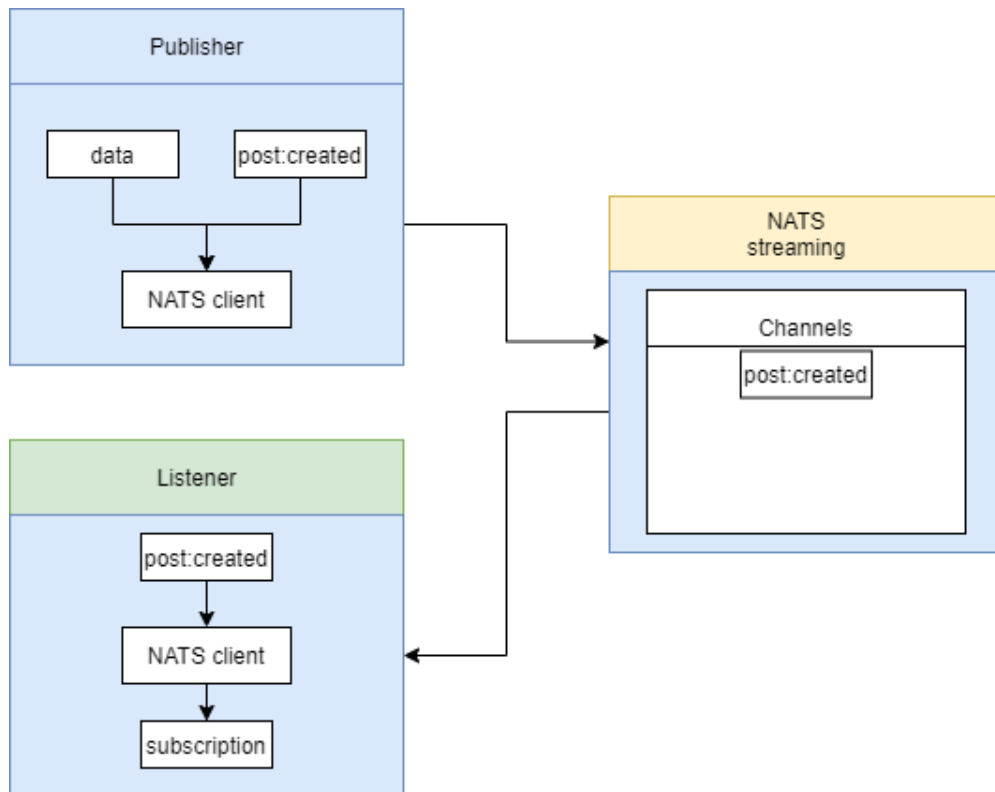 Publisher
data
post:created
NATS client
NATS
streaming
Channels
post:created
Listener
post:created
NATS client
subscription